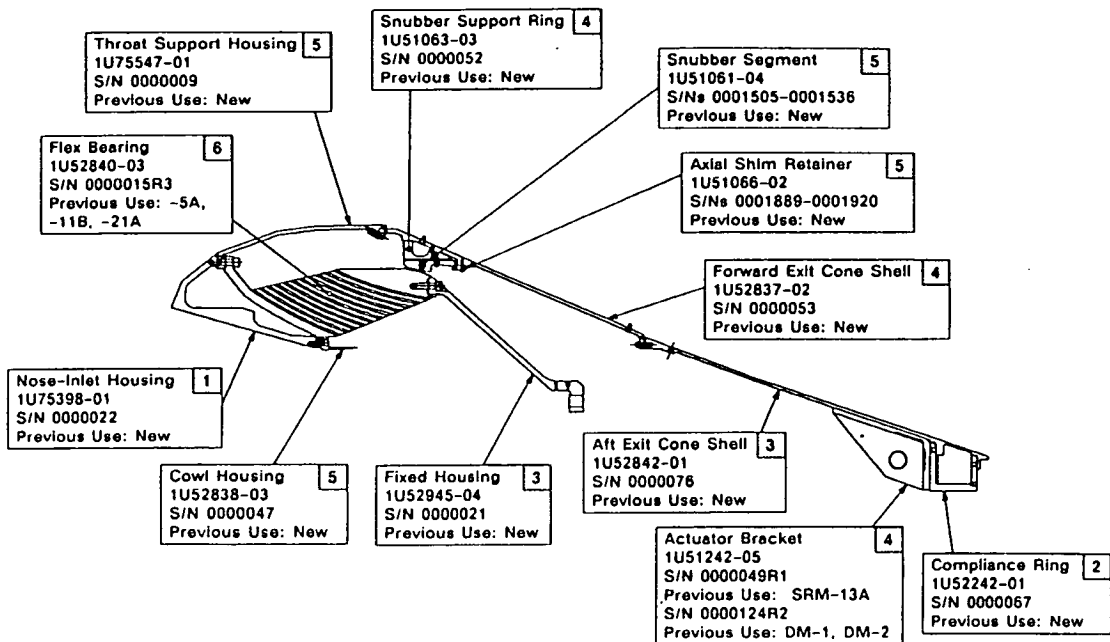 Throat Support Housing 5
1U75547-01
S/N 0000009
Previous Use: New
Snubber Support Ring 4
1U51063-03
S/N 0000052
Previous Use: New
Snubber Segment 5
1U51061-04
S/Ns 0001505-0001536
Previous Use: New
Flex Bearing 6
1U52840-03
S/N 0000015R3
Previous Use: -5A,
-11B, -21A
Axial Shim Retainer 5
1U51066-02
S/Ns 0001889-0001920
Previous Use: New
Forward Exit Cone Shell 4
1U52837-02
S/N 0000053
Previous Use: New
Nose-Inlet Housing 1
1U75398-01
S/N 0000022
Previous Use: New
Cowl Housing 5
1U52838-03
S/N 0000047
Previous Use: New
Fixed Housing 3
1U52945-04
S/N 0000021
Previous Use: New
Aft Exit Cone Shell 3
1U52842-01
S/N 0000076
Previous Use: New
Actuator Bracket 4
1U51242-05
S/N 0000049R1
Previous Use: SRM-13A
S/N 0000124R2
Previous Use: DM-1, DM-2
Compliance Ring 2
1U52242-01
S/N 0000067
Previous Use: New